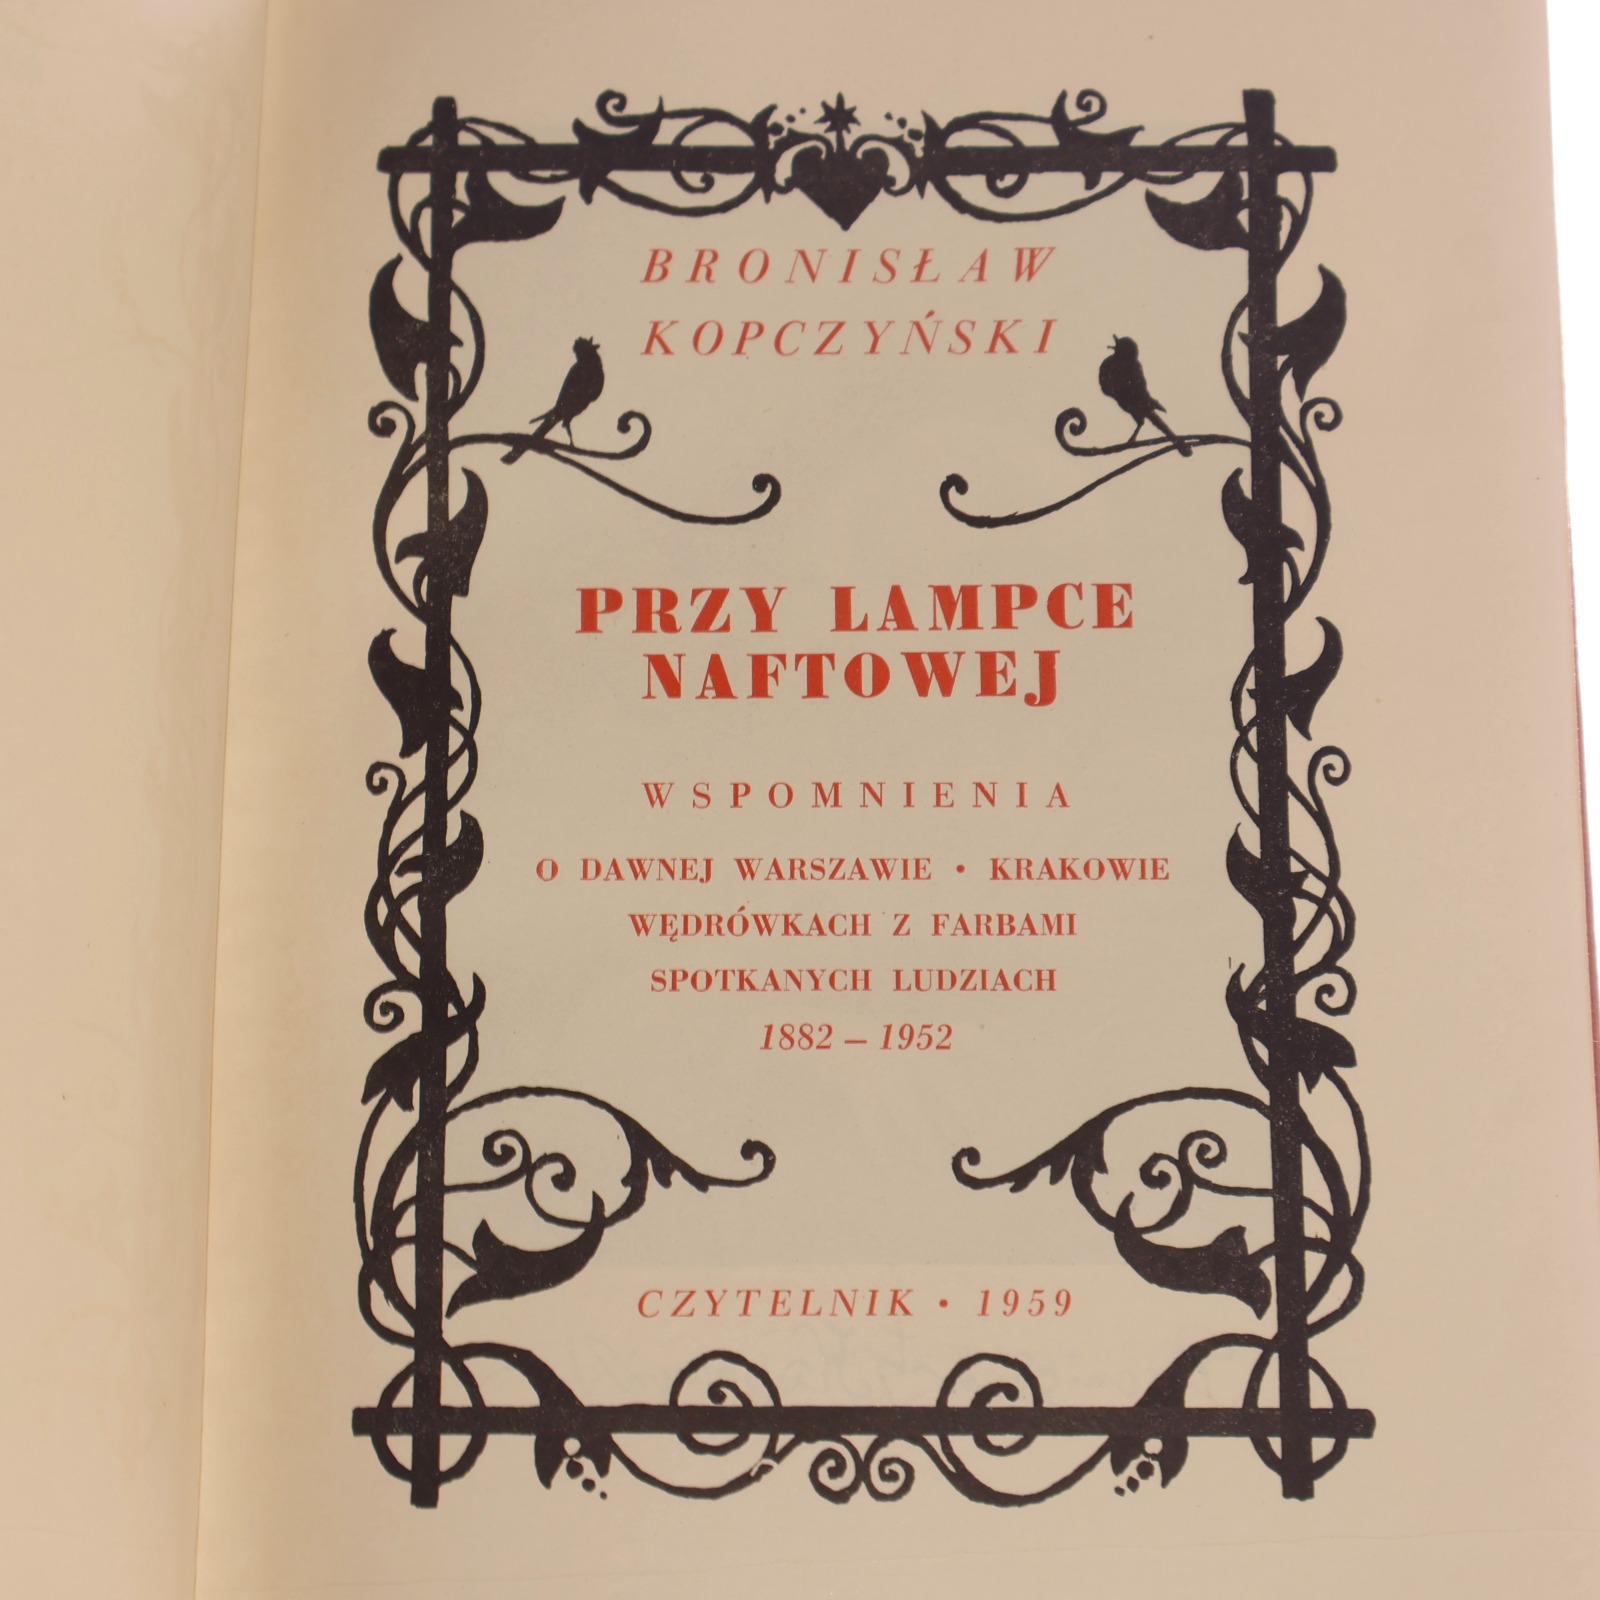 BRONISŁAW
KOPCZYŃSKI
PRZY LAMPCE
NAFTOWEJ
WSPOMNIENIA
O DAWNEJ WARSZAWIE • KRAKOWIE
WĘDRÓWKACH Z FARBAMI
SPOTKANYCH LUDZIACH
1882 – 1952
CZYTELNIK • 1959